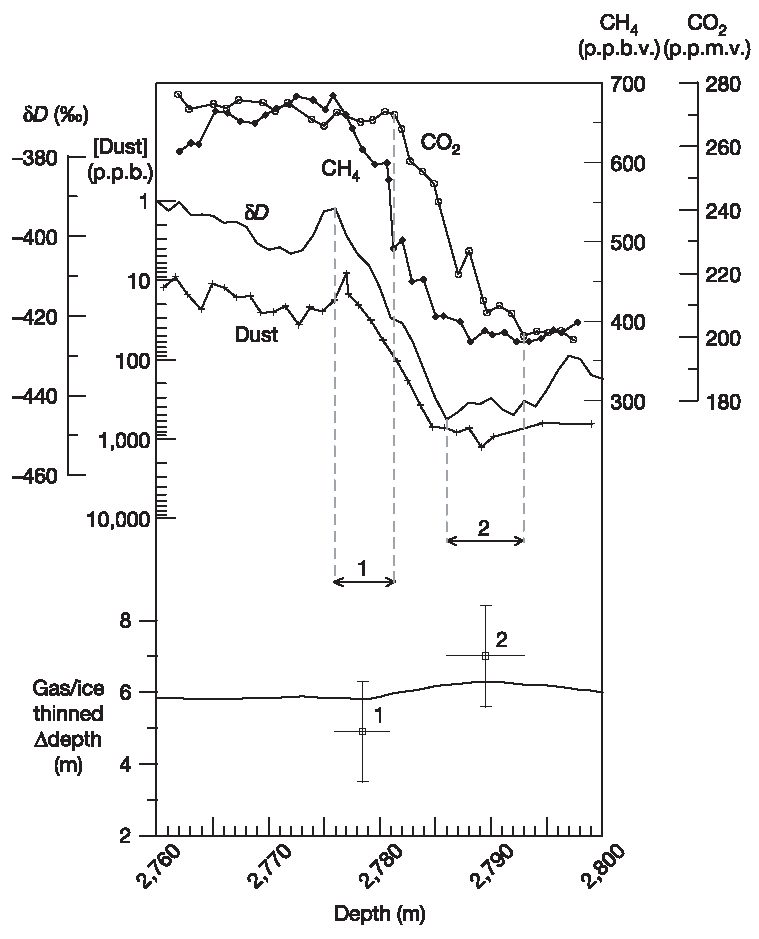 CH4 CO2
(p.p.b.v.) (p.p.m.v.)
700 280
δD (‰)
[Dust]
(p.p.b.)
CO2
–380
CH4
600 260
1
δD
240
–400
500
10
220
Dust
–420
400
200
100
–440
300 180
1,000
–460
10,000
2
1
8
2
Gas/ice
thinned
Δdepth
(m)
6
1
4
2
2,760 2,770 2,780 2,790 2,800
Depth (m)